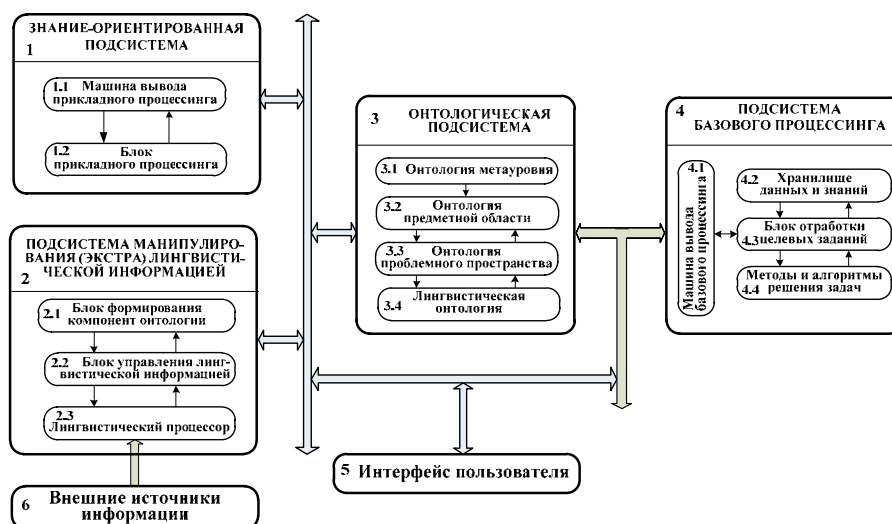 ЗНАНИЕ-ОРИЕНТИРОВАННАЯ
ПОДСИСТЕМА
1
1.1 Машина вывода
прикладного процессинга
1.2 Блок
прикладного процессинга
ПОДСИСТЕМА МАНИПУЛИРО-
ВАНИЯ (ЭКСТРА) ЛИНГВИСТИ-
ЧЕСКОЙ ИНФОРМАЦИЕЙ
2
2.1 Блок формирования
компонент онтологии
2.2 Блок управления линг-
вистической информацией
2.3
Лингвистический процессор
6 Внешние источники
информации
3 ОНТОЛОГИЧЕСКАЯ
ПОДСИСТЕМА
3.1 Онтология метауровня
3.2 Онтология
предметной области
3.3 Онтология
проблемного пространства
3.4 Лингвистическая
онтология
5 Интерфейс пользователя
4 ПОДСИСТЕМА
БАЗОВОГО ПРОЦЕССИНГА
4.1
Машина вывода
базового процессинга
4.2 Хранилише
данных и знаний
Блок отработки
4.3 целевых заданий
Методы и алгоритмы
4.4 решения задач